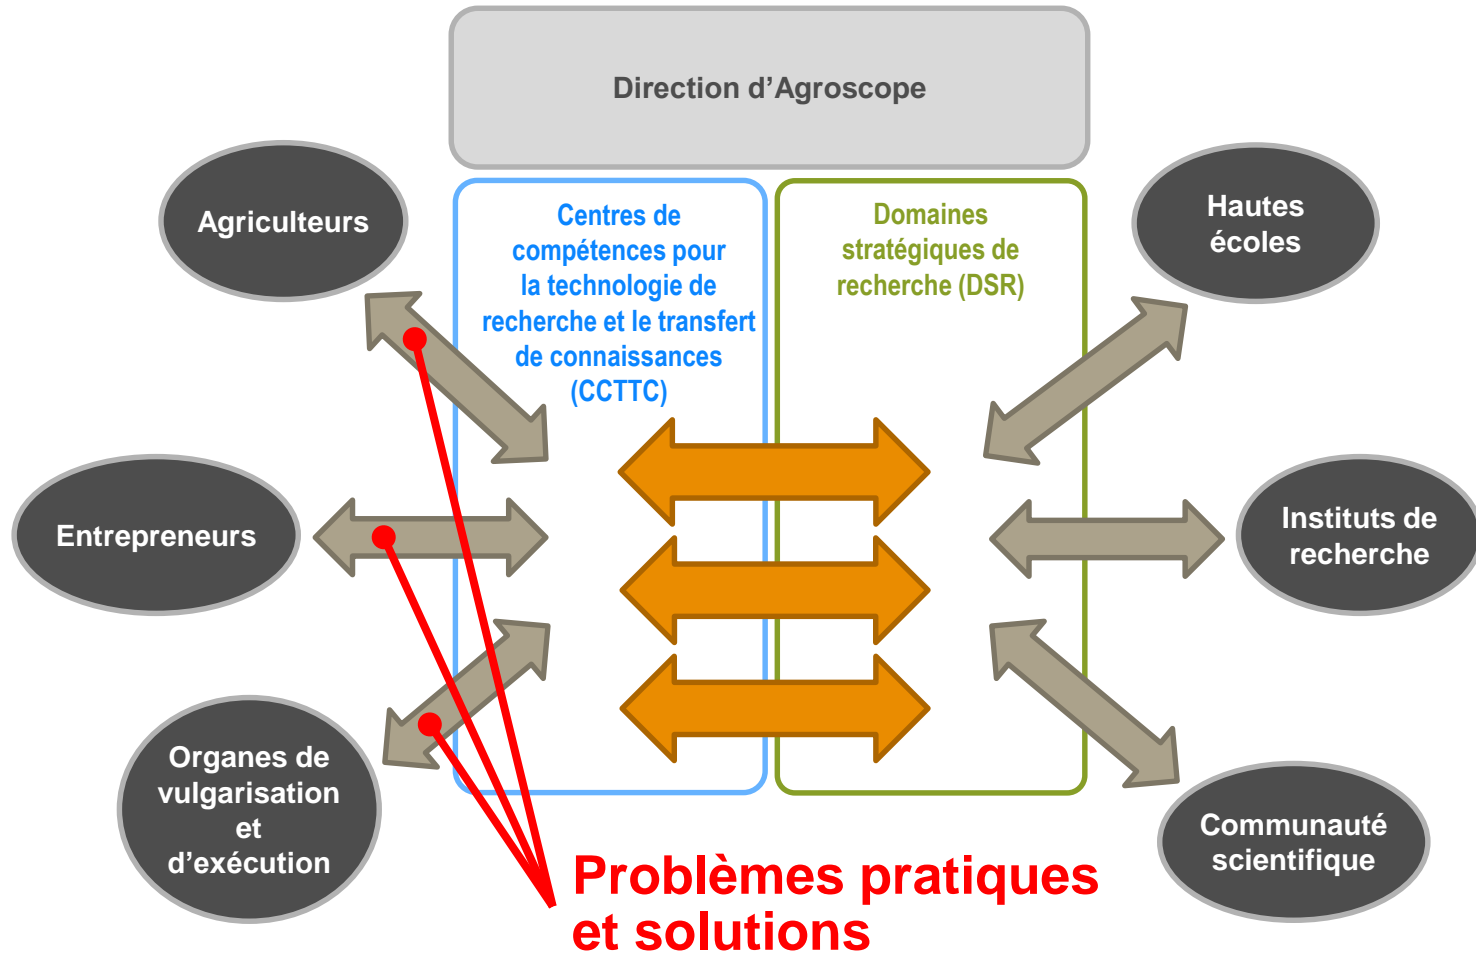 Direction d’Agroscope
Agriculteurs
Centres de
compétences pour
la technologie de
recherche et le transfert
de connaissances
(CCTTC)
Domaines
stratégiques de
recherche (DSR)
Hautes
écoles
Entrepreneurs
Instituts de
recherche
Organes de
vulgarisation
et
d'exécution
Communauté
scientifique
Problèmes pratiques
et solutions